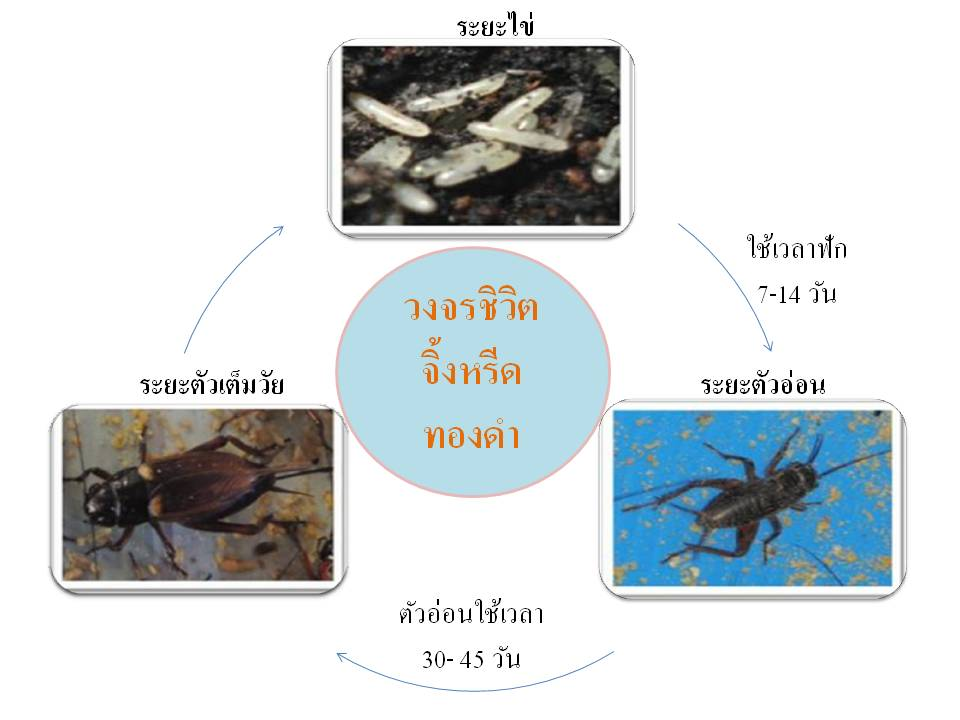 ระยะไข่
ใช้เวลาฟัก
7-14 วัน
วงจรชิวิต
จิ้งหรีด
ทองดำ
ระยะตัวเต็มวัย
ระยะตัวอ่อน
ตัวอ่อนใช้เวลา
30- 45 วัน